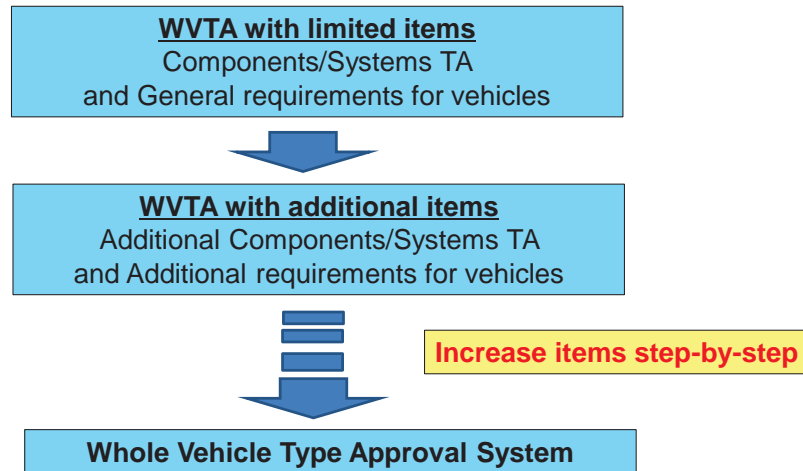 WVTA with limited items
Components/Systems TA
and General requirements for vehicles
WVTA with additional items
Additional Components/Systems TA
and Additional requirements for vehicles
Increase items step-by-step
Whole Vehicle Type Approval System